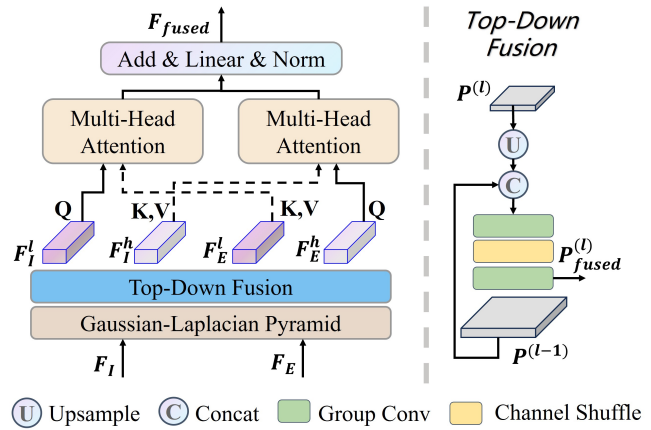 F_fused
Add & Linear & Norm
Multi-Head
Attention
Multi-Head
Attention
Q
K,V
K,V
Q
F_I^l
F_I^h
F_E^l
F_E^h
Top-Down Fusion
Gaussian-Laplacian Pyramid
F_I
F_E
Top-Down
Fusion
P^(l)
U
C
P_fused^(l)
P^(l-1)
U Upsample
C Concat
Group Conv
Channel Shuffle